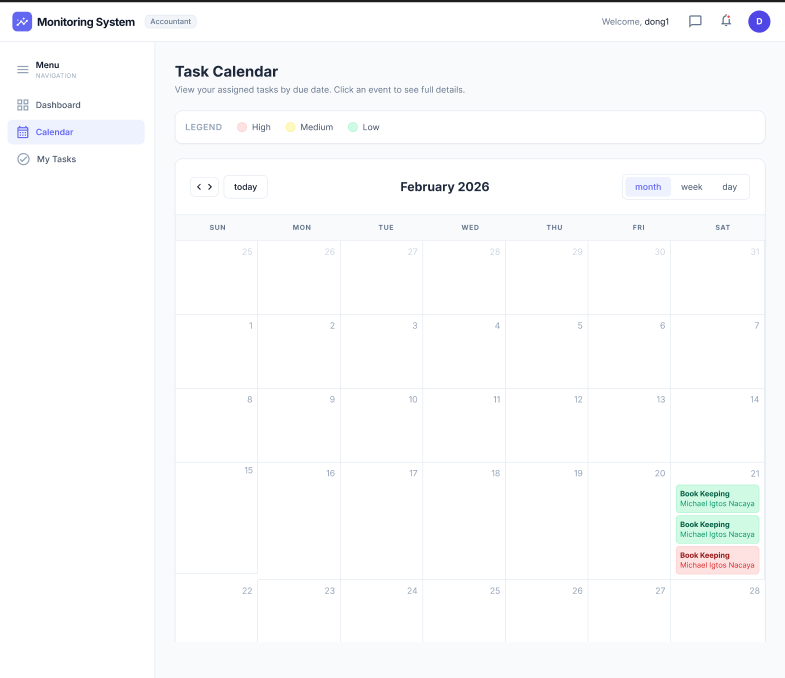 Monitoring System
Accountant
Welcome, dong1
D
Menu
NAVIGATION
Dashboard
Calendar
My Tasks
Task Calendar
View your assigned tasks by due date. Click an event to see full details.
LEGEND High Medium Low
today
February 2026
month week day
SUN MON TUE WED THU FRI SAT
25 26 27 28 29 30 31
1 2 3 4 5 6 7
8 9 10 11 12 13 14
15 16 17 18 19 20 21
Book Keeping
Michael Igtos Nacaya
Book Keeping
Michael Igtos Nacaya
Book Keeping
Michael Igtos Nacaya
22 23 24 25 26 27 28